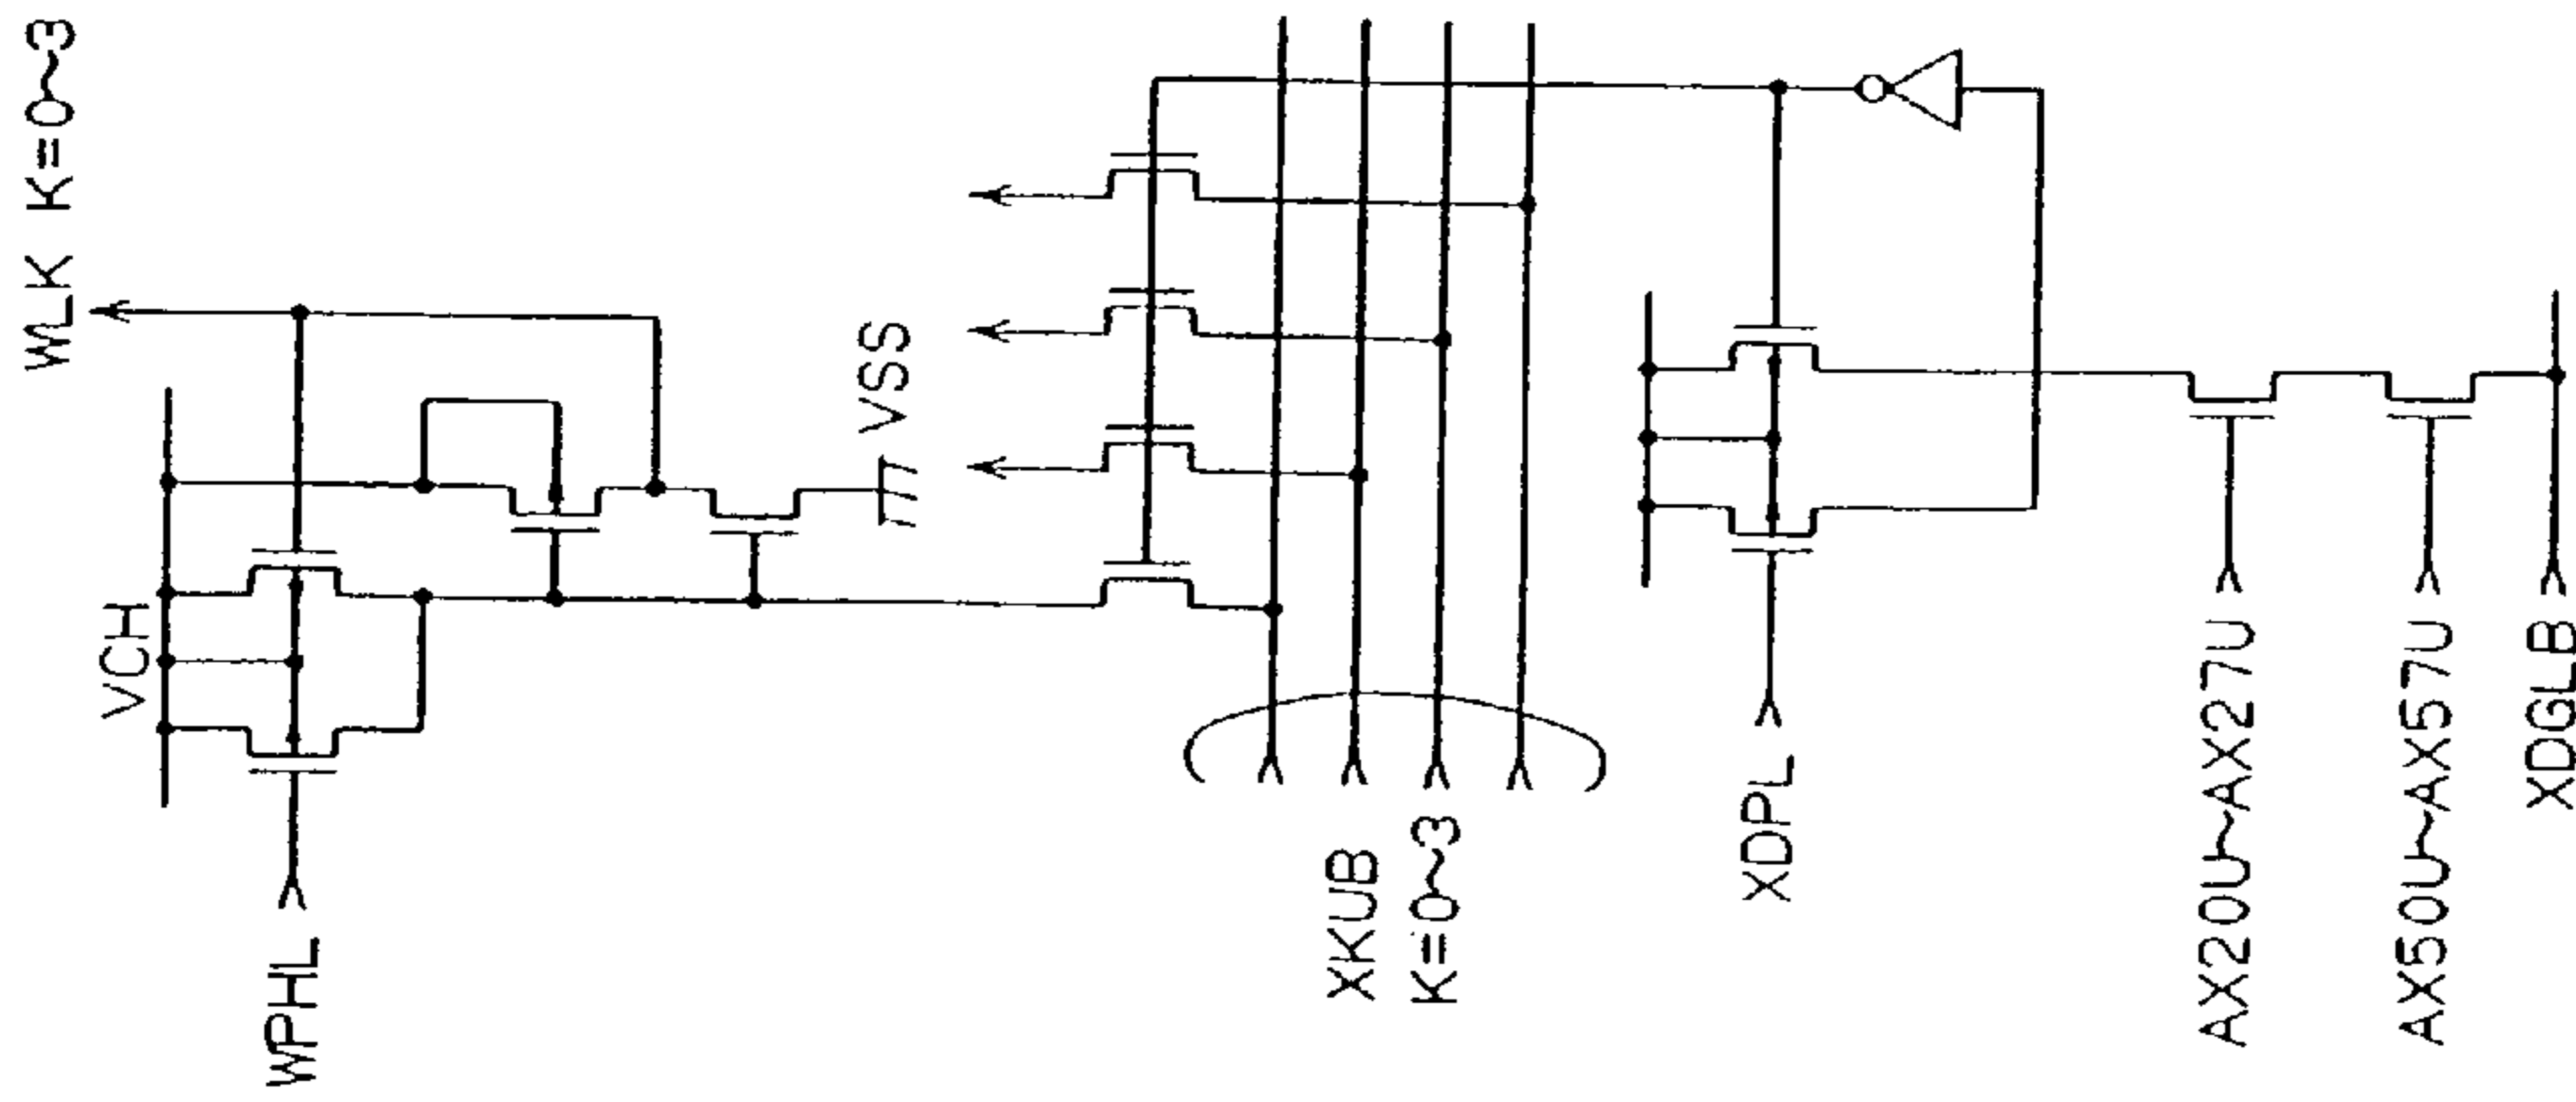 WLK K=0~3
VCH
WPHL
VSS
XKUB
K=0~3
XDPL
AX20U~AX27U
AX50U~AX57U
XDGLB